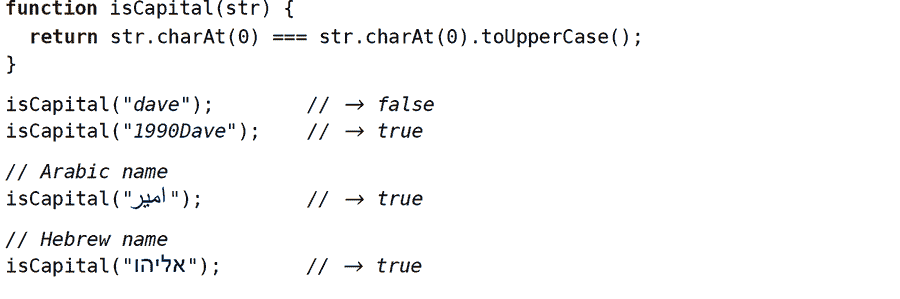 function isCapital(str) {
  return str.charAt(0) === str.charAt(0).toUpperCase();
}
isCapital("dave");        // → false
isCapital("1990Dave");    // → true
// Arabic name
isCapital("امیر");         // → true
// Hebrew name
isCapital("אליהו");       // → true